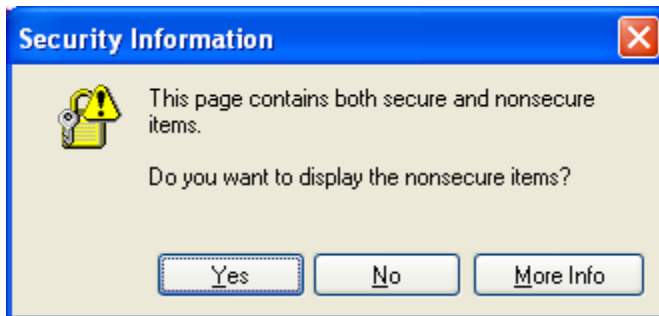 Security Information
This page contains both secure and nonsecure
items.
Do you want to display the nonsecure items?
Yes No More Info